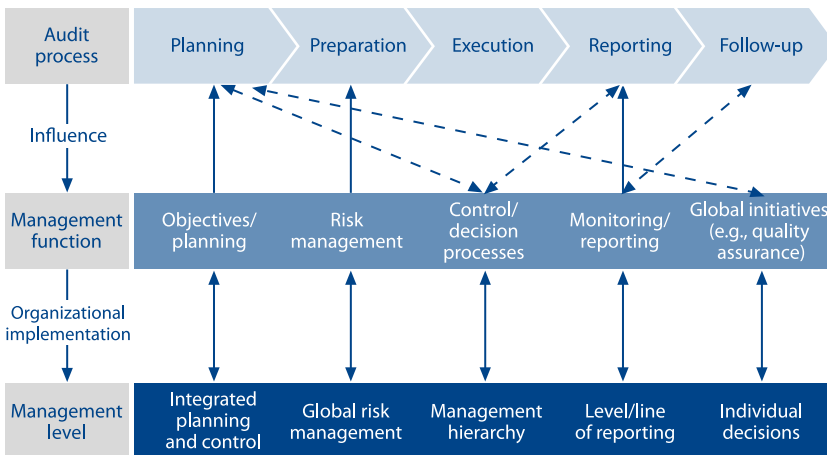 Audit
process
Planning
Preparation
Execution
Reporting
Follow-up
Influence
Management
function
Objectives/
planning
Risk
management
Control/
decision
processes
Monitoring/
reporting
Global initiatives
(e.g., quality
assurance)
Organizational
implementation
Management
level
Integrated
planning
and control
Global risk
management
Management
hierarchy
Level/line
of reporting
Individual
decisions